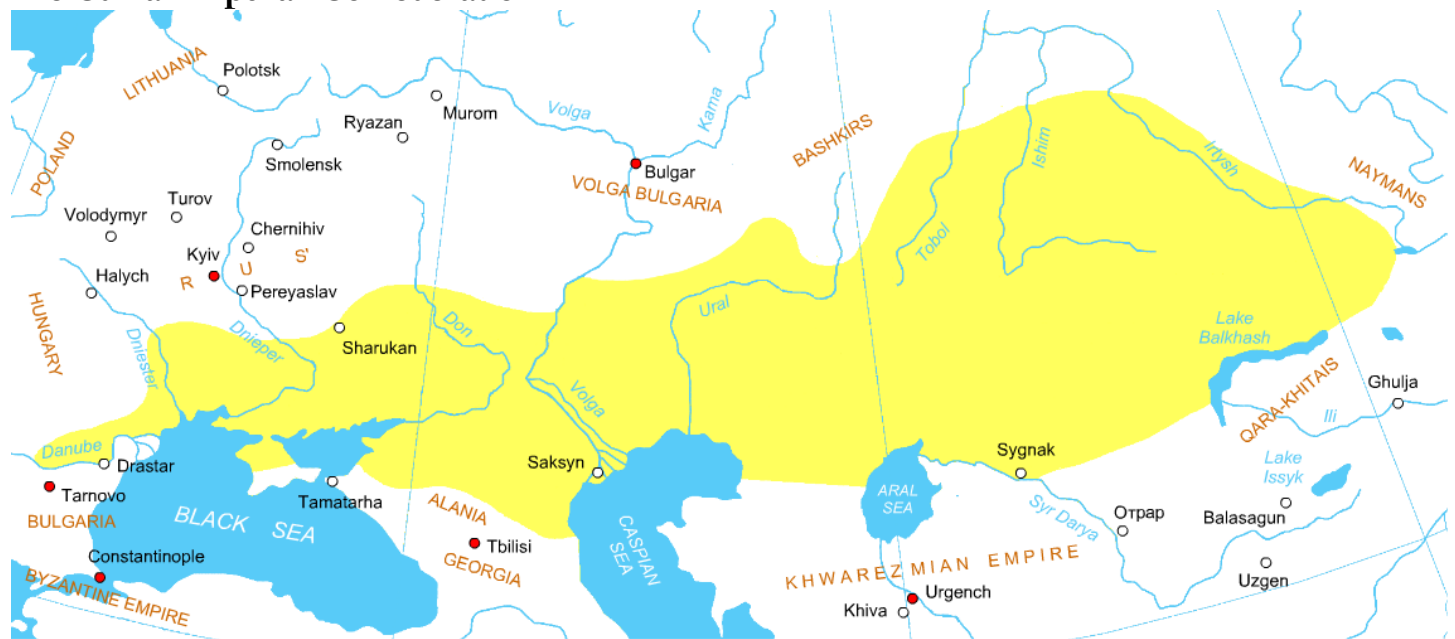 Polotsk
LITHUANIA
Murom
Volga
Kama
Ryazan
BASHKIRS
Ishim
Irtysh
POLAND
Smolensk
Bulgar
VOLGA BULGARIA
NAYMANS
Turov
Volodymyr
Chernihiv
Kyiv
R U S'
Tobol
Halych
Pereyaslav
HUNGARY
Dniester
Dnieper
Sharukan
Don
Ural
Lake
Balkhash
Volga
QARA-KHITAIS
Ghulja
Ili
Danube
Drastar
Saksyn
Sygnak
Lake
Issyk
Tarnovo
Tamatarha
ARAL
SEA
BULGARIA
BLACK SEA
ALANIA
CASPIAN
SEA
Syr Darya
Отрар
Balasagun
Constantinople
Tbilisi
GEORGIA
KHWAREZMIAN EMPIRE
Uzgen
BYZANTINE EMPIRE
Khiva
Urgench